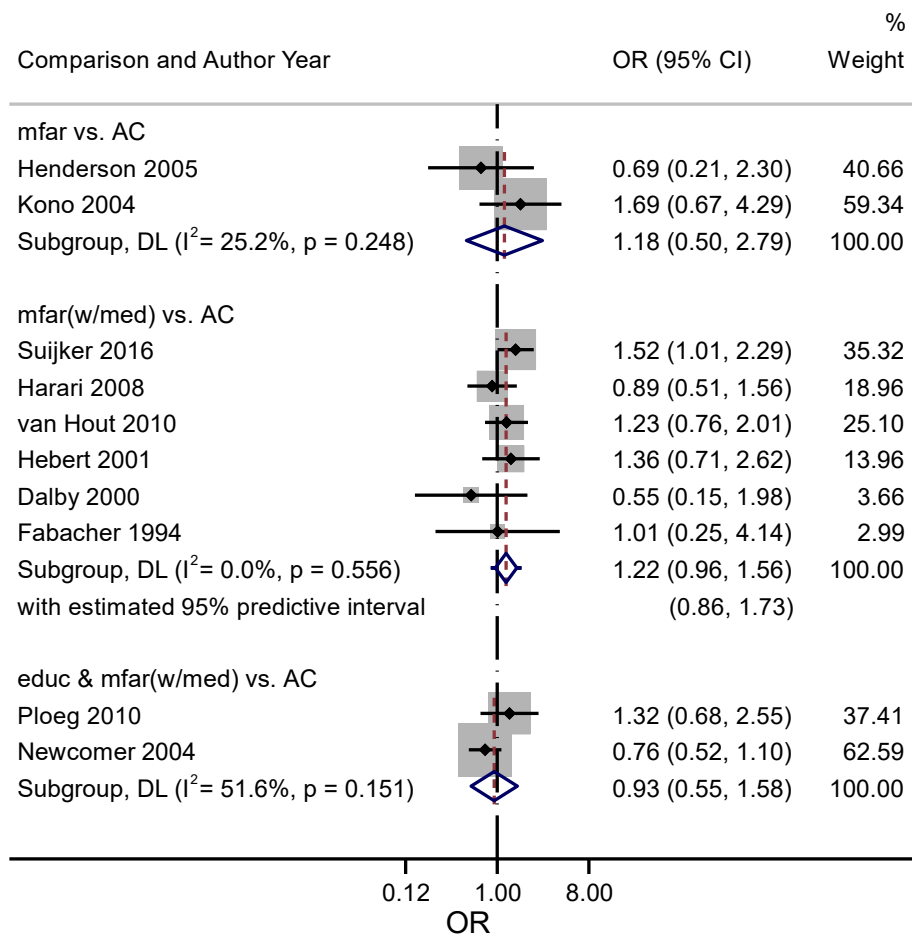 %
Comparison and Author Year OR (95% CI) Weight
mfar vs. AC
Henderson 2005 0.69 (0.21, 2.30) 40.66
Kono 2004 1.69 (0.67, 4.29) 59.34
Subgroup, DL (I² = 25.2%, p = 0.248) 1.18 (0.50, 2.79) 100.00
mfar(w/med) vs. AC
Suijker 2016 1.52 (1.01, 2.29) 35.32
Harari 2008 0.89 (0.51, 1.56) 18.96
van Hout 2010 1.23 (0.76, 2.01) 25.10
Hebert 2001 1.36 (0.71, 2.62) 13.96
Dalby 2000 0.55 (0.15, 1.98) 3.66
Fabacher 1994 1.01 (0.25, 4.14) 2.99
Subgroup, DL (I² = 0.0%, p = 0.556) 1.22 (0.96, 1.56) 100.00
with estimated 95% predictive interval (0.86, 1.73)
educ & mfar(w/med) vs. AC
Ploeg 2010 1.32 (0.68, 2.55) 37.41
Newcomer 2004 0.76 (0.52, 1.10) 62.59
Subgroup, DL (I² = 51.6%, p = 0.151) 0.93 (0.55, 1.58) 100.00
0.12 1.00 8.00
OR